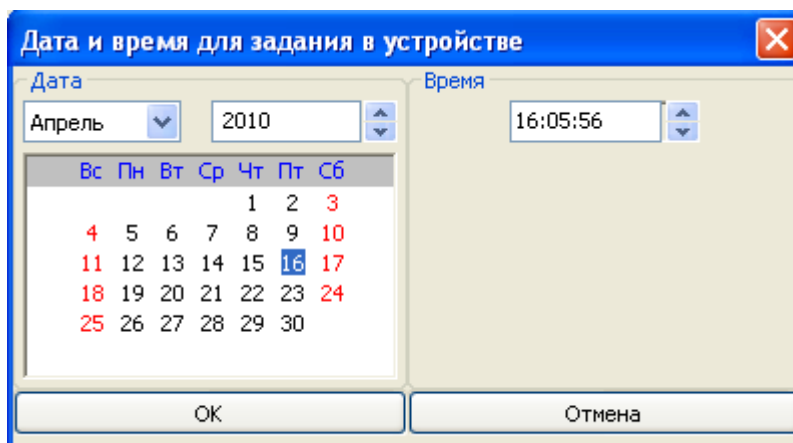 Дата и время для задания в устройстве
Дата
Время
Апрель 2010
16:05:56
Вс Пн Вт Ср Чт Пт Сб
1 2 3
4 5 6 7 8 9 10
11 12 13 14 15 16 17
18 19 20 21 22 23 24
25 26 27 28 29 30
OK
Отмена